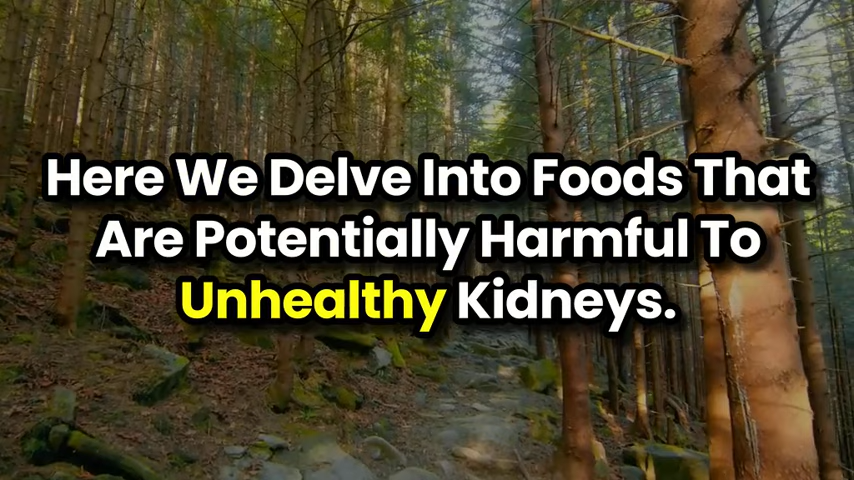 Here We Delve Into Foods That
Are Potentially Harmful To
Unhealthy Kidneys.